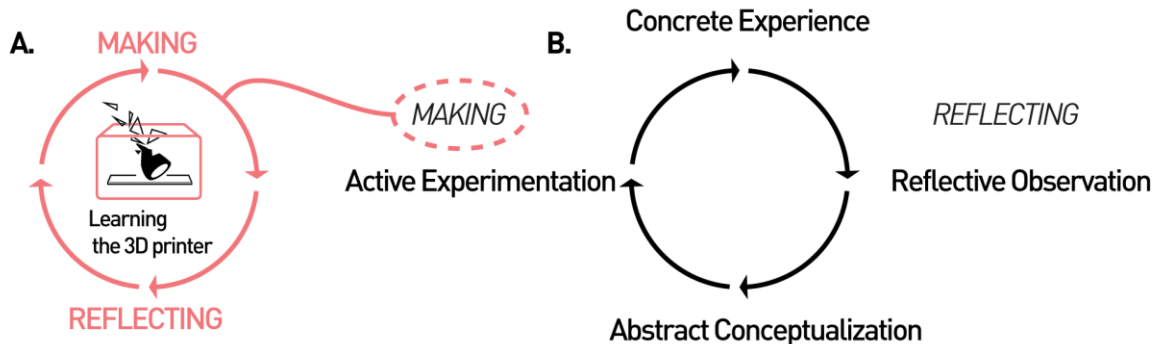 A.
MAKING
Learning
the 3D printer
REFLECTING
B.
Concrete Experience
MAKING
REFLECTING
Active Experimentation
Reflective Observation
Abstract Conceptualization